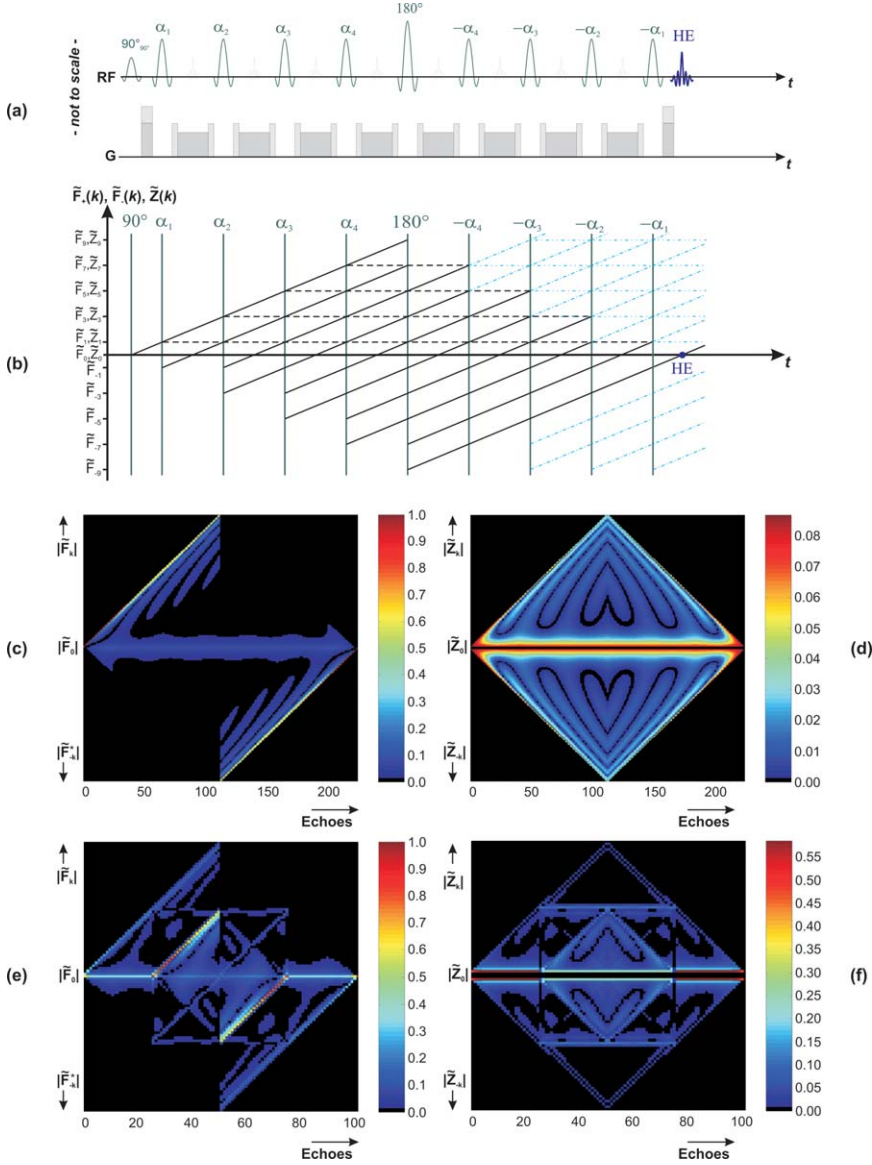 (a)
- not to scale -
90°₉₀° α₁ α₂ α₃ α₄ 180° −α₄ −α₃ −α₂ −α₁ HE
RF t
G t
(b)
F̃₊(k), F̃₋(k), Z̃(k)
90° α₁ α₂ α₃ α₄ 180° −α₄ −α₃ −α₂ −α₁
F̃₉,Z̃₉
F̃₇,Z̃₇
F̃₅,Z̃₅
F̃₃,Z̃₃
F̃₁,Z̃₁
F̃₀,Z̃₀ t
HE
F̃₋₁
F̃₋₃
F̃₋₅
F̃₋₇
F̃₋₉
(c)
|F̃ₖ|
|F̃₀|
|F̃*₋ₖ|
0 50 100 150 200
Echoes
1.0
0.9
0.8
0.7
0.6
0.5
0.4
0.3
0.2
0.1
0.0
(d)
|Z̃ₖ|
|Z̃₀|
|Z̃₋ₖ|
0 50 100 150 200
Echoes
0.08
0.07
0.06
0.05
0.04
0.03
0.02
0.01
0.00
(e)
|F̃ₖ|
|F̃₀|
|F̃*₋ₖ|
0 20 40 60 80 100
Echoes
1.0
0.9
0.8
0.7
0.6
0.5
0.4
0.3
0.2
0.1
0.0
(f)
|Z̃ₖ|
|Z̃₀|
|Z̃₋ₖ|
0 20 40 60 80 100
Echoes
0.55
0.50
0.45
0.40
0.35
0.30
0.25
0.20
0.15
0.10
0.05
0.00